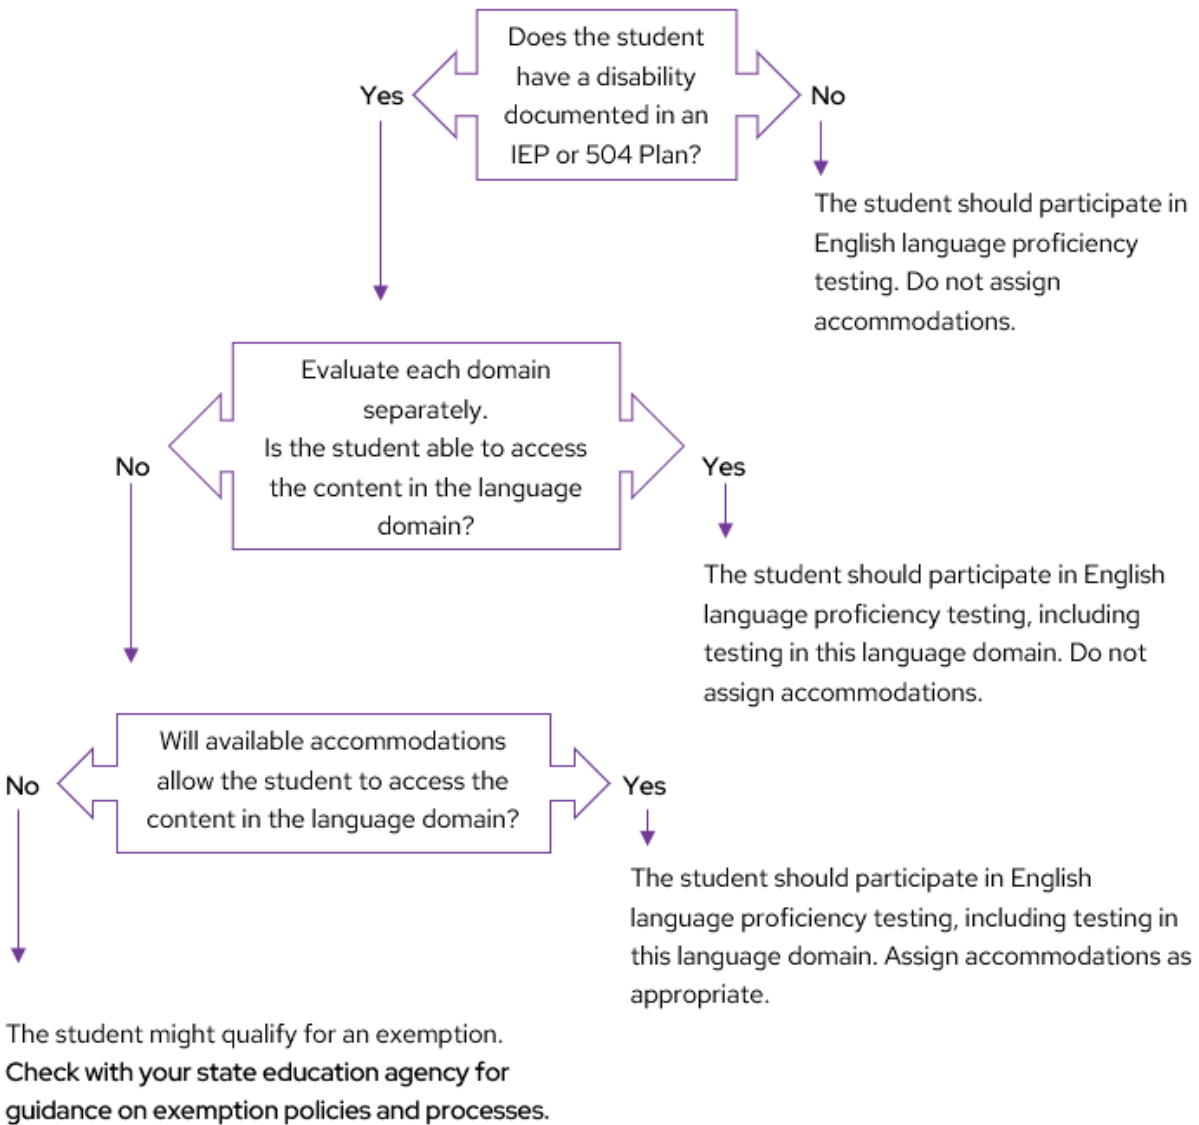 Does the student
have a disability
documented in an
IEP or 504 Plan?
Yes
No
The student should participate in
English language proficiency
testing. Do not assign
accommodations.
Evaluate each domain
separately.
Is the student able to access
the content in the language
domain?
No
Yes
The student should participate in English
language proficiency testing, including
testing in this language domain. Do not
assign accommodations.
Will available accommodations
allow the student to access the
content in the language domain?
No
Yes
The student should participate in English
language proficiency testing, including testing in
this language domain. Assign accommodations as
appropriate.
The student might qualify for an exemption.
Check with your state education agency for
guidance on exemption policies and processes.